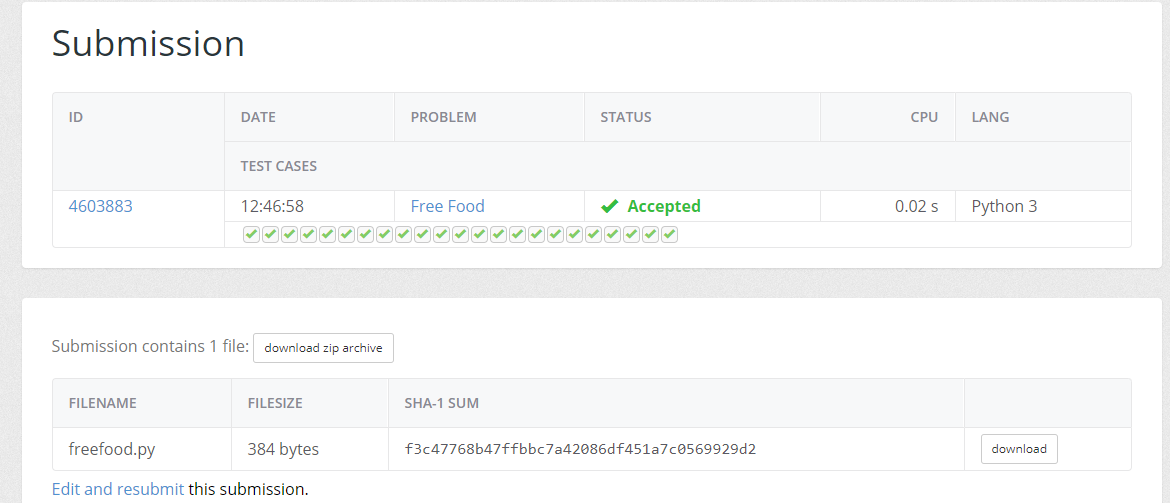 Submission
ID DATE PROBLEM STATUS CPU LANG
TEST CASES
4603883 12:46:58 Free Food Accepted 0.02 s Python 3
Submission contains 1 file: download zip archive
FILENAME FILESIZE SHA-1 SUM
freefood.py 384 bytes f3c47768b47ffbbc7a42086df451a7c0569929d2 download
Edit and resubmit this submission.